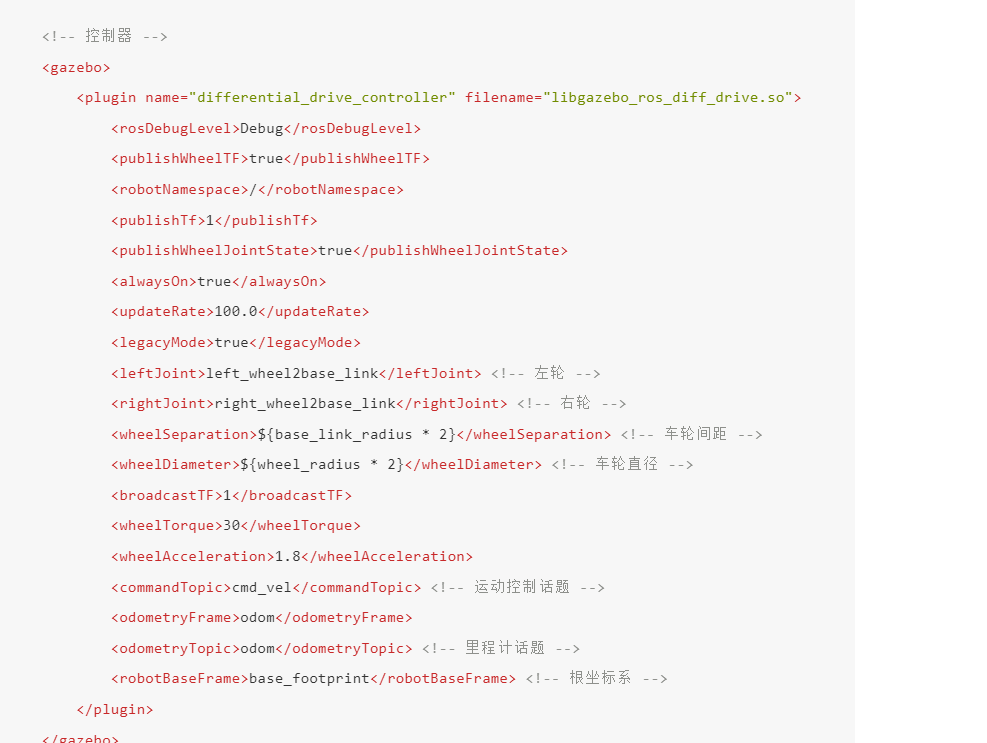 <!-- 控制器 -->
<gazebo>
<plugin name="differential_drive_controller" filename="libgazebo_ros_diff_drive.so">
<rosDebugLevel>Debug</rosDebugLevel>
<publishWheelTF>true</publishWheelTF>
<robotNamespace>/</robotNamespace>
<publishTf>1</publishTf>
<publishWheelJointState>true</publishWheelJointState>
<alwaysOn>true</alwaysOn>
<updateRate>100.0</updateRate>
<legacyMode>true</legacyMode>
<leftJoint>left_wheel2base_link</leftJoint> <!-- 左轮 -->
<rightJoint>right_wheel2base_link</rightJoint> <!-- 右轮 -->
<wheelSeparation>${base_link_radius * 2}</wheelSeparation> <!-- 车轮间距 -->
<wheelDiameter>${wheel_radius * 2}</wheelDiameter> <!-- 车轮直径 -->
<broadcastTF>1</broadcastTF>
<wheelTorque>30</wheelTorque>
<wheelAcceleration>1.8</wheelAcceleration>
<commandTopic>cmd_vel</commandTopic> <!-- 运动控制话题 -->
<odometryFrame>odom</odometryFrame>
<odometryTopic>odom</odometryTopic> <!-- 里程计话题 -->
<robotBaseFrame>base_footprint</robotBaseFrame> <!-- 根坐标系 -->
</plugin>
</gazebo>